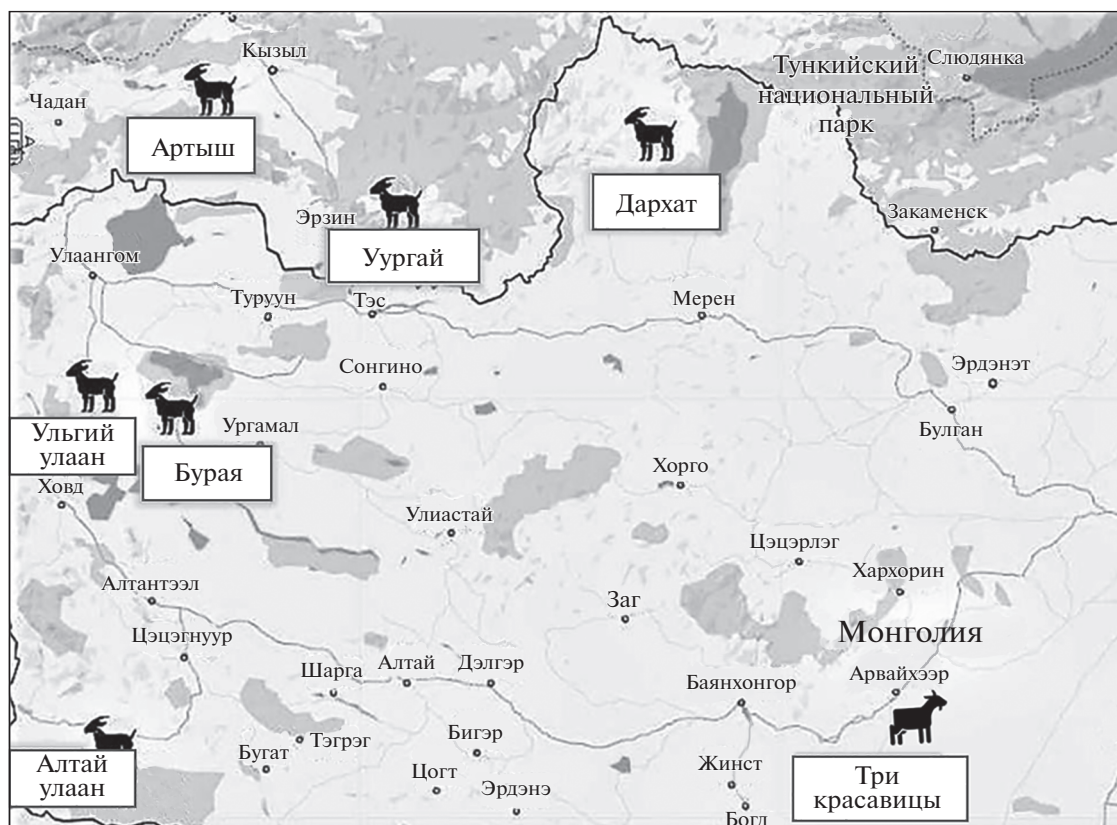 Кызыл
Слюдянка
Тункийский
национальный
парк
Чадан
Артыш
Дархат
Эрзин
Уургай
Закаменск
Улаангом
Туруун
Тэс
Мерен
Сонгино
Эрдэнэт
Ульгий
улаан
Бурая
Ургамал
Булган
Ховд
Хорго
Улиастай
Цэцэрлэг
Хархорин
Алтантээл
Заг
Цэцэгнуур
Монголия
Шарга
Алтай
Дэлгэр
Баянхонгор
Арвайхээр
Алтай
улаан
Бугат
Тэгрэг
Бигэр
Цогт
Эрдэнэ
Жинст
Богд
Три
красавицы